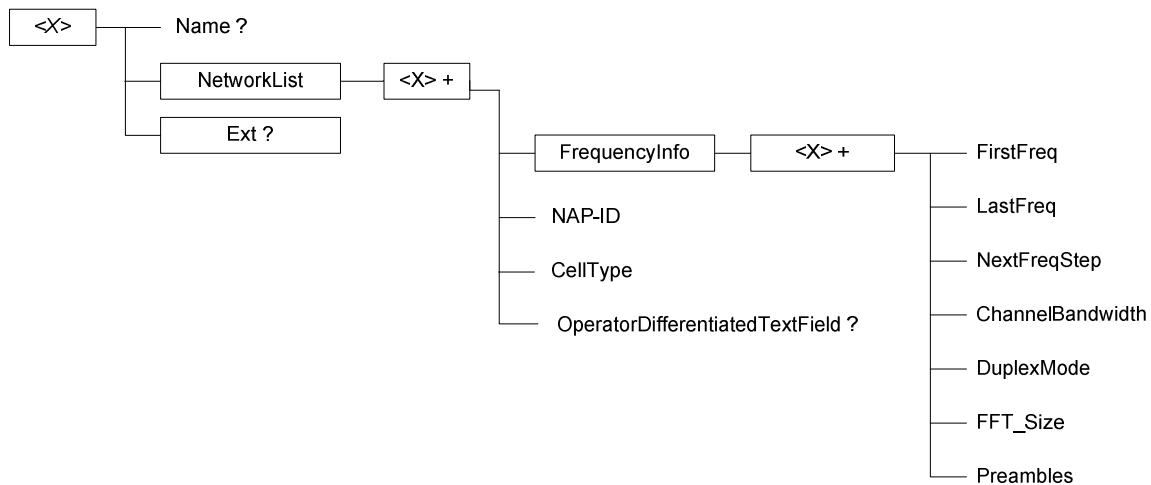 <X>
Name ?
NetworkList
<X> +
Ext ?
FrequencyInfo
<X> +
FirstFreq
NAP-ID
LastFreq
CellType
NextFreqStep
OperatorDifferentiatedTextField ?
ChannelBandwidth
DuplexMode
FFT_Size
Preambles